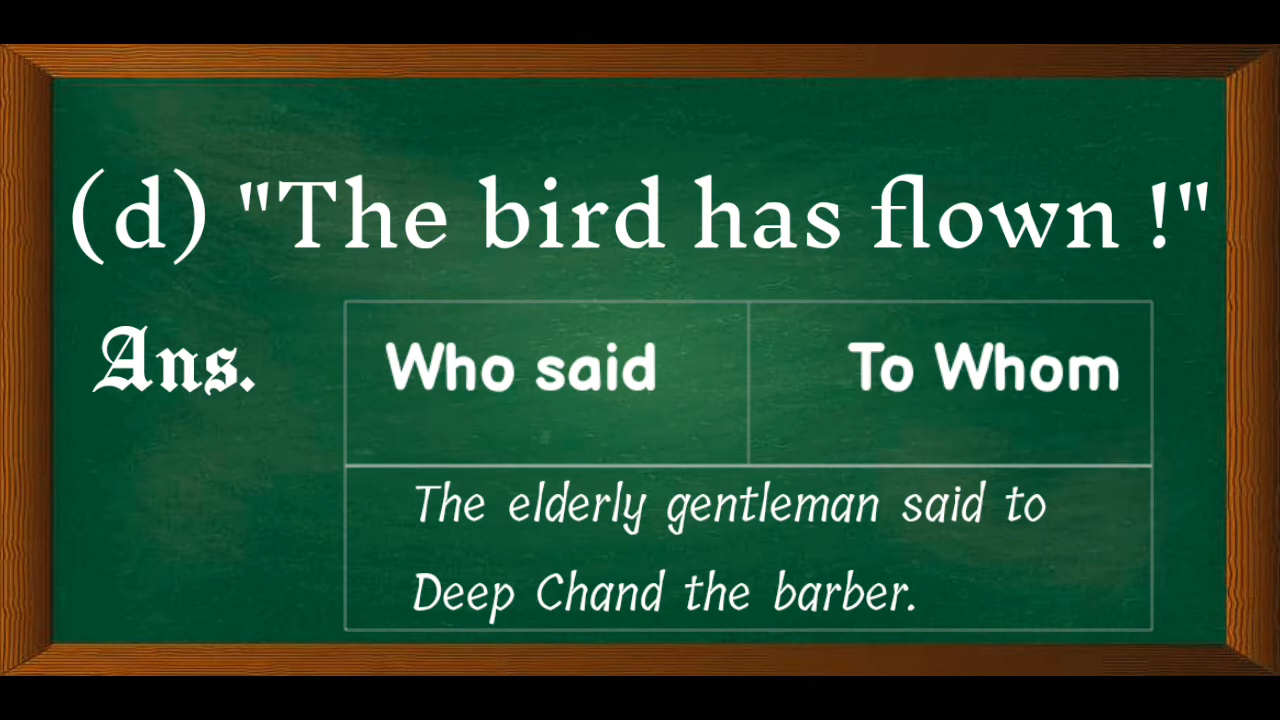 (d) "The bird has flown !"
Ans.
Who said To Whom
The elderly gentleman said to
Deep Chand the barber.